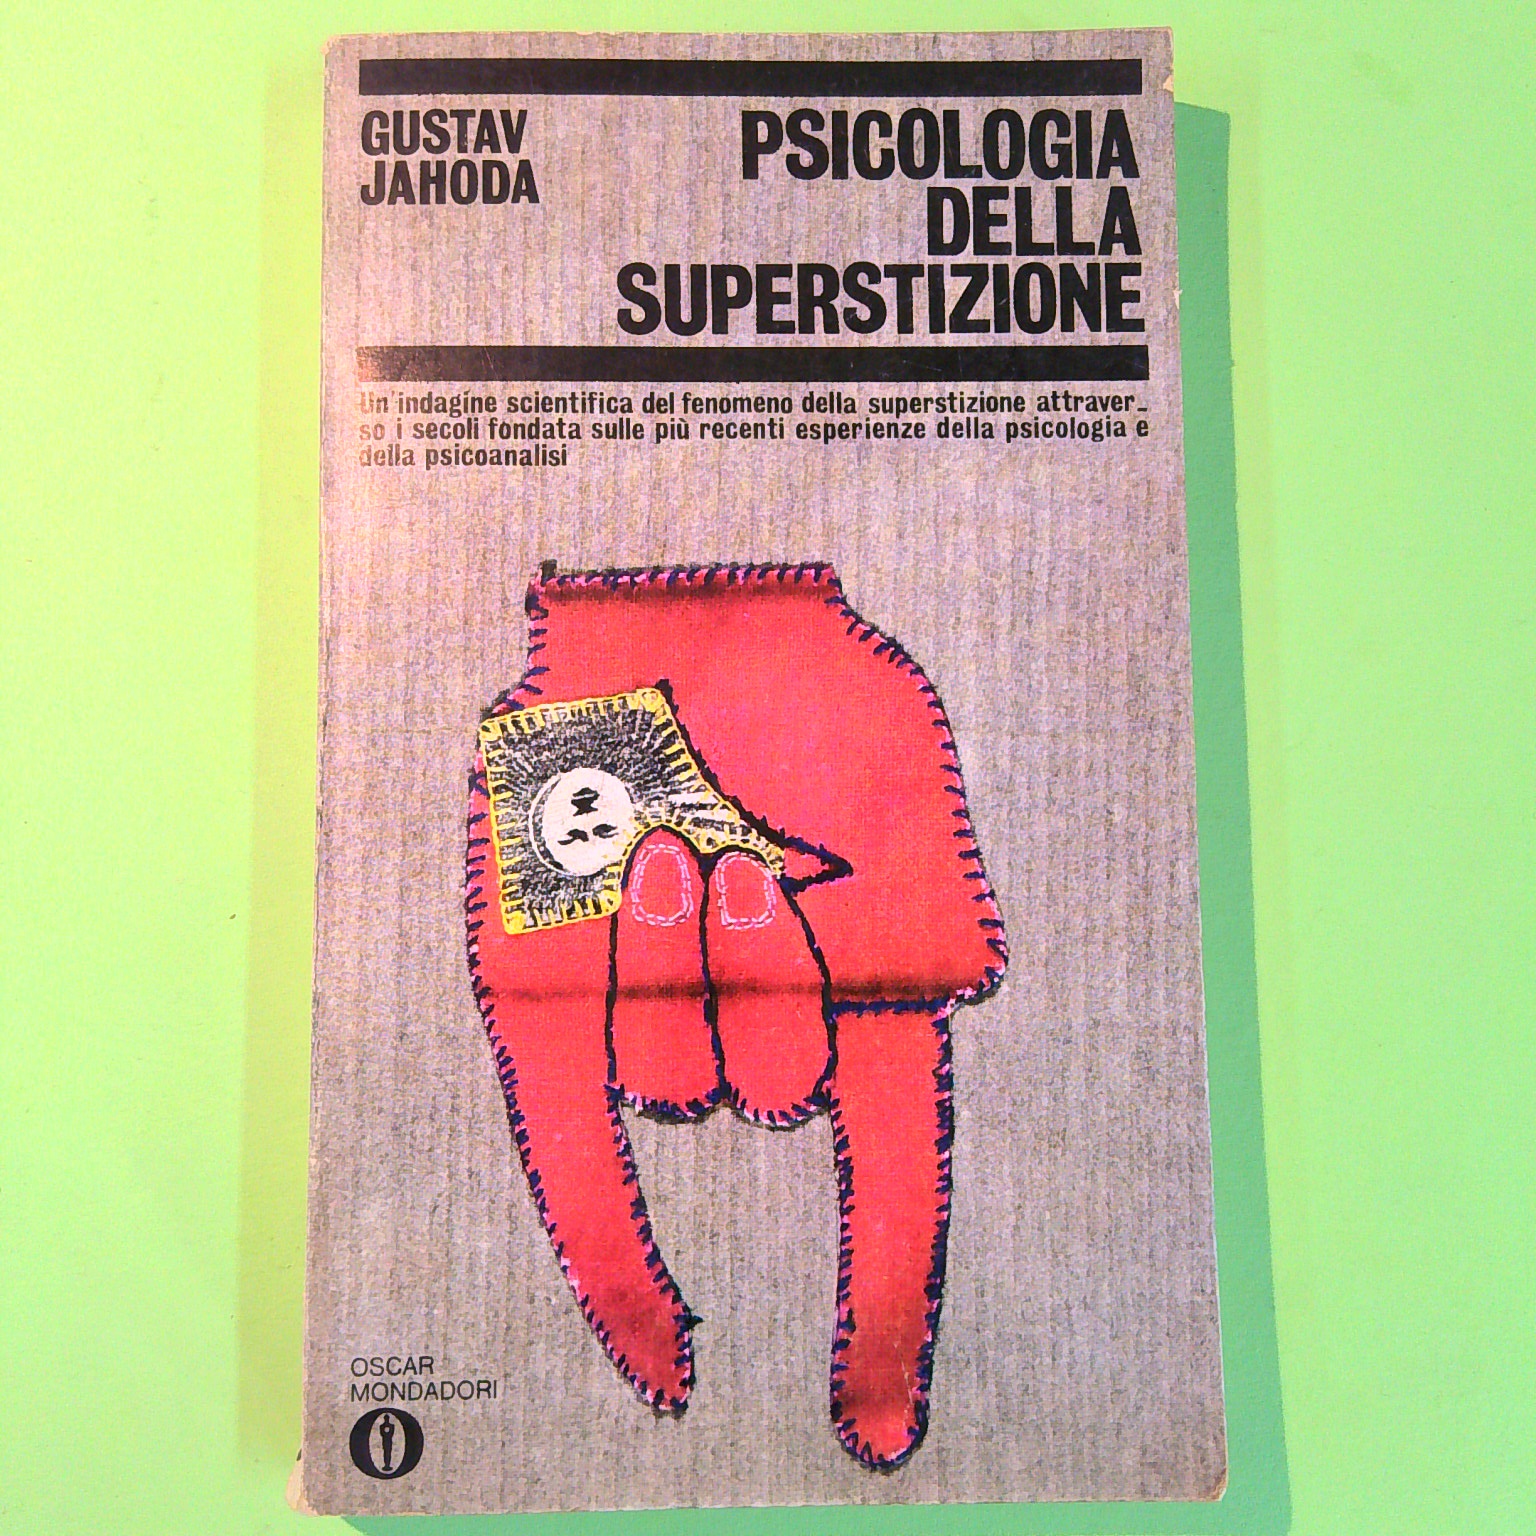 GUSTAV
JAHODA
PSICOLOGIA
DELLA
SUPERSTIZIONE
Un'indagine scientifica del fenomeno della superstizione attraver-
so i secoli fondata sulle più recenti esperienze della psicologia e
della psicoanalisi
OSCAR
MONDADORI